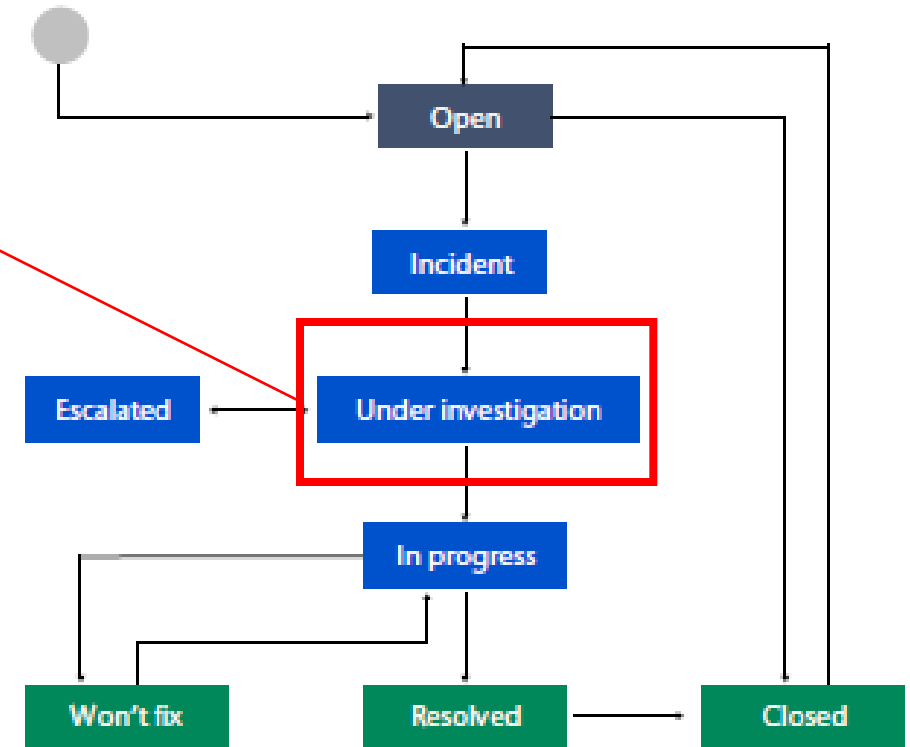 Open
Incident
Escalated
Under investigation
In progress
Won't fix
Resolved
Closed